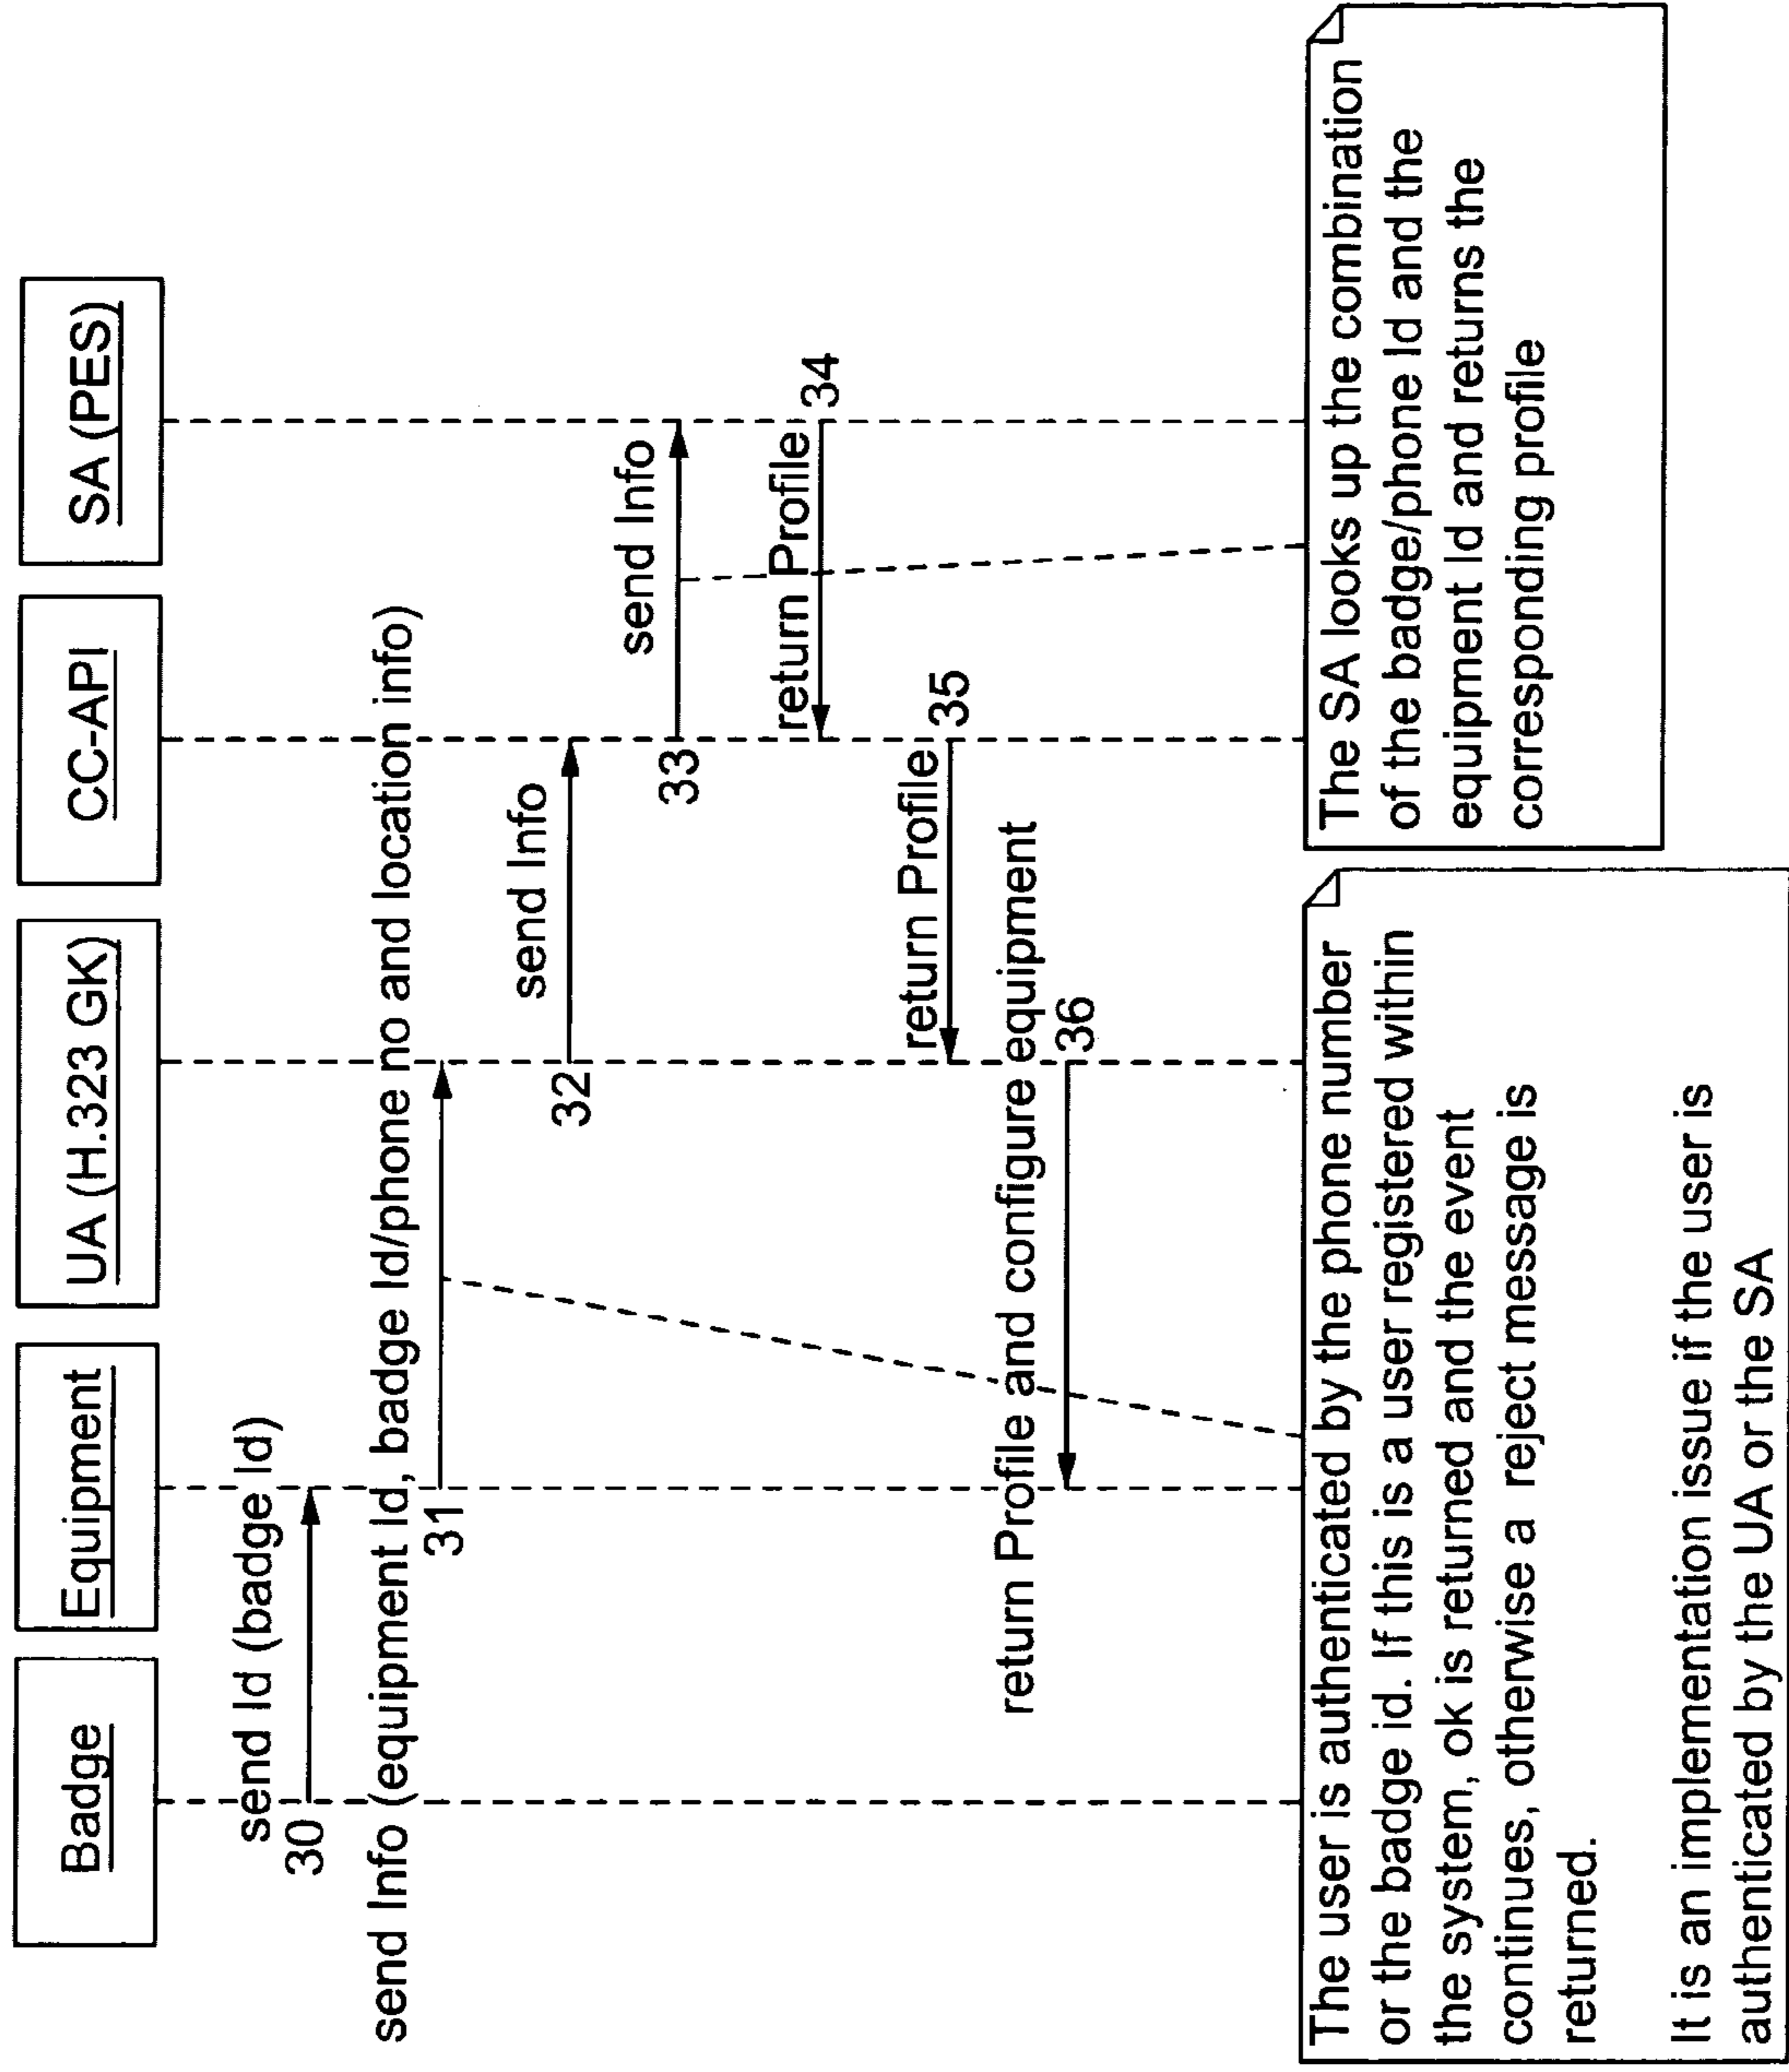 Badge
Equipment
UA (H.323 GK)
CC-API
SA (PES)
send Id (badge Id)
30
send Info (equipment Id, badge Id/phone no and location info)
31
send Info
32
send Info
33
return Profile
34
return Profile
35
return Profile and configure equipment
36
The user is authenticated by the phone number
or the badge id. If this is a user registered within
the system, ok is returned and the event
continues, otherwise a reject message is
returned.
It is an implementation issue if the user is
authenticated by the UA or the SA
The SA looks up the combination
of the badge/phone Id and the
equipment Id and returns the
corresponding profile